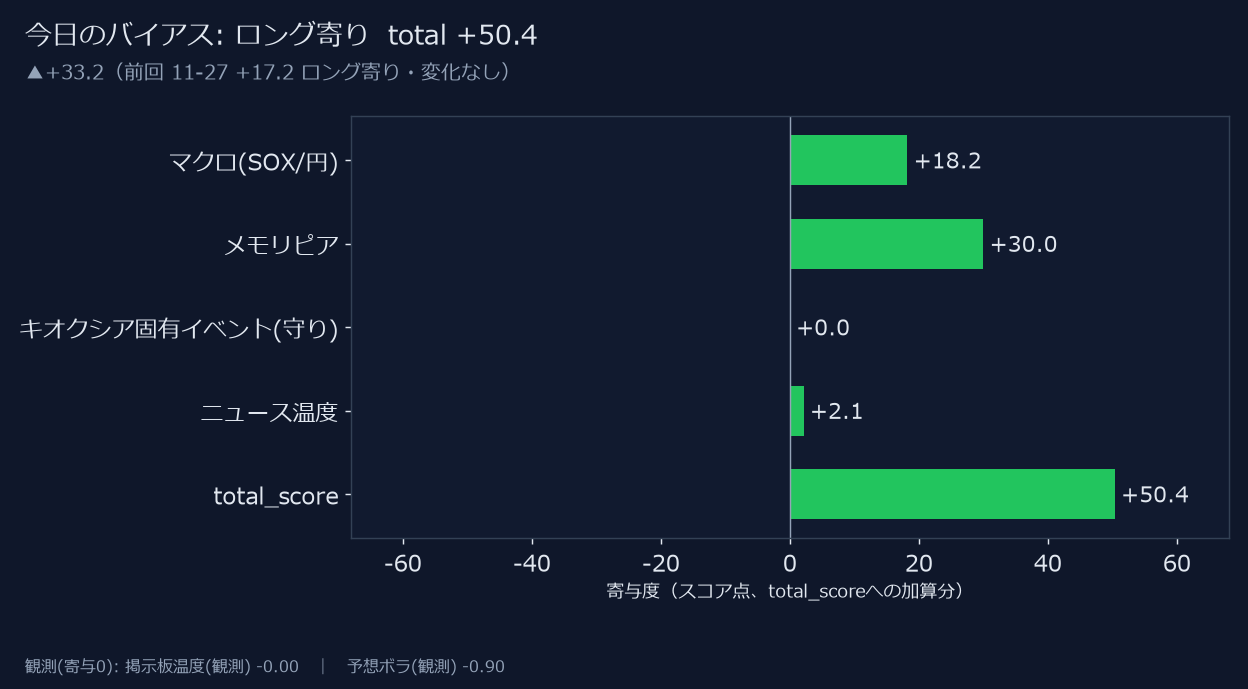 今日のバイアス: ロング寄り  total +50.4
▲+33.2（前回 11-27 +17.2 ロング寄り・変化なし）
マクロ(SOX/円)
+18.2
メモリピア
+30.0
キオクシア固有イベント(守り)
+0.0
ニュース温度
+2.1
total_score
+50.4
-60 -40 -20 0 20 40 60
寄与度（スコア点、total_scoreへの加算分）
観測(寄与0): 掲示板温度(観測) -0.00 ｜ 予想ボラ(観測) -0.90